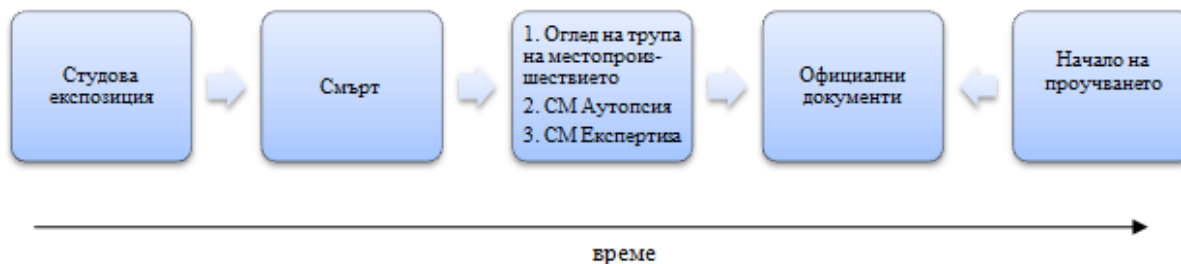 Студова
експозиция
Смърт
1. Оглед на трупа
на местопроиз-
шествието
2. СМ Аутопсия
3. СМ Експертиза
Официални
документи
Начало на
проучването
време